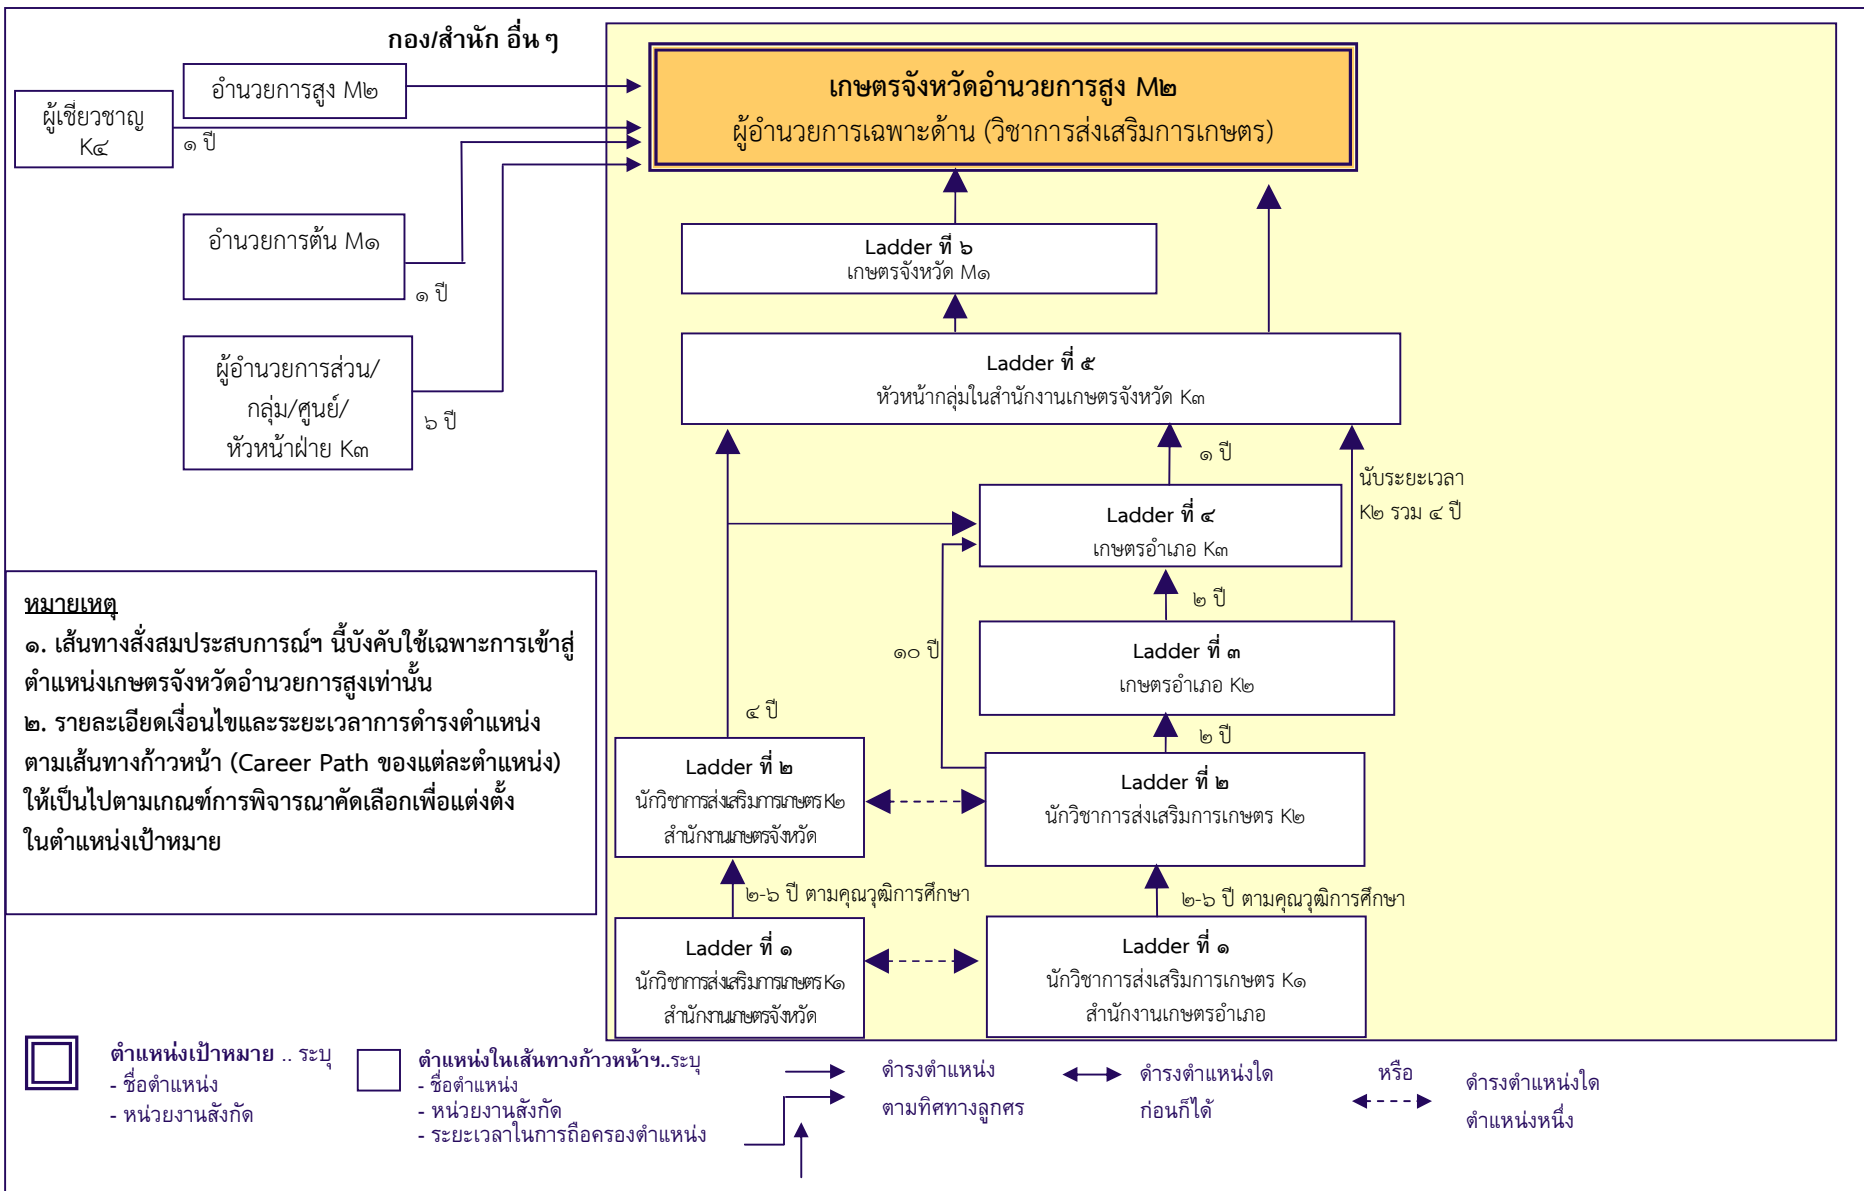 กอง/สำนัก อื่น ๆ
อำนวยการสูง M๒
ผู้เชี่ยวชาญ
K๔
๑ ปี
อำนวยการต้น M๑
๑ ปี
ผู้อำนวยการส่วน/
กลุ่ม/ศูนย์/
หัวหน้าฝ่าย K๓
๖ ปี
เกษตรจังหวัดอำนวยการสูง M๒
ผู้อำนวยการเฉพาะด้าน (วิชาการส่งเสริมการเกษตร)
Ladder ที่ ๖
เกษตรจังหวัด M๑
Ladder ที่ ๕
หัวหน้ากลุ่มในสำนักงานเกษตรจังหวัด K๓
๑ ปี
นับระยะเวลา
K๒ รวม ๔ ปี
Ladder ที่ ๔
เกษตรอำเภอ K๓
๒ ปี
๑๐ ปี
Ladder ที่ ๓
เกษตรอำเภอ K๒
๔ ปี
๒ ปี
Ladder ที่ ๒
นักวิชาการส่งเสริมการเกษตร K๒
สำนักงานเกษตรจังหวัด
Ladder ที่ ๒
นักวิชาการส่งเสริมการเกษตร K๒
๒-๖ ปี ตามคุณวุฒิการศึกษา
๒-๖ ปี ตามคุณวุฒิการศึกษา
Ladder ที่ ๑
นักวิชาการส่งเสริมการเกษตร K๑
สำนักงานเกษตรจังหวัด
Ladder ที่ ๑
นักวิชาการส่งเสริมการเกษตร K๑
สำนักงานเกษตรอำเภอ
หมายเหตุ
๑. เส้นทางสั่งสมประสบการณ์ฯ นี้บังคับใช้เฉพาะการเข้าสู่
ตำแหน่งเกษตรจังหวัดอำนวยการสูงเท่านั้น
๒. รายละเอียดเงื่อนไขและระยะเวลาการดำรงตำแหน่ง
ตามเส้นทางก้าวหน้า (Career Path ของแต่ละตำแหน่ง)
ให้เป็นไปตามเกณฑ์การพิจารณาคัดเลือกเพื่อแต่งตั้ง
ในตำแหน่งเป้าหมาย
ตำแหน่งเป้าหมาย .. ระบุ
- ชื่อตำแหน่ง
- หน่วยงานสังกัด
ตำแหน่งในเส้นทางก้าวหน้าฯ..ระบุ
- ชื่อตำแหน่ง
- หน่วยงานสังกัด
- ระยะเวลาในการถือครองตำแหน่ง
ดำรงตำแหน่ง
ตามทิศทางลูกศร
ดำรงตำแหน่งใด
ก่อนก็ได้
หรือ
ดำรงตำแหน่งใด
ตำแหน่งหนึ่ง